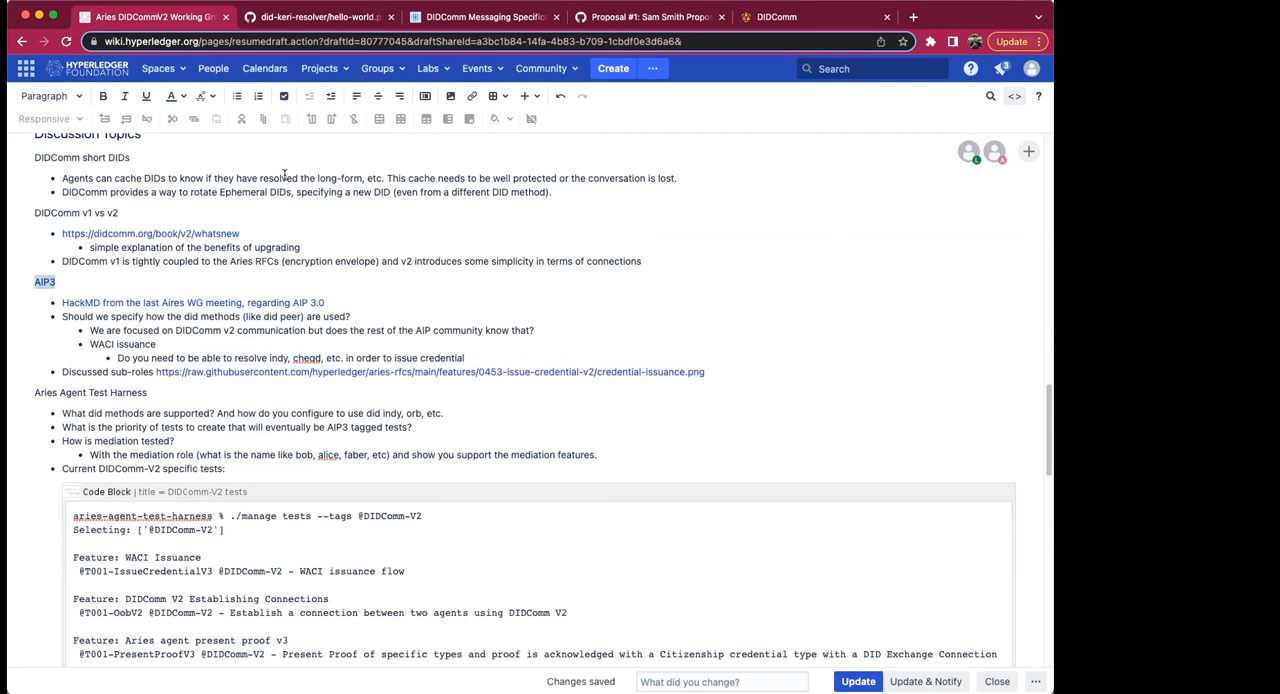 Aries DIDCommV2 Working Gro
did-keri-resolver/hello-world.p
DIDComm Messaging Specific
Proposal #1: Sam Smith Propos
DIDComm
wiki.hyperledger.org/pages/resumedraft.action?draftId=80777045&draftShareId=a3bc1b84-14fa-4b83-b709-1cbdf0e3d6a6&
Update
HYPERLEDGER FOUNDATION
Spaces
People
Calendars
Projects
Groups
Labs
Events
Community
Create
Search
3
Paragraph
B I U A
Responsive
Discussion Topics
DIDComm short DIDs
Agents can cache DIDs to know if they have resolved the long-form, etc. This cache needs to be well protected or the conversation is lost.
DIDComm provides a way to rotate Ephemeral DIDs, specifying a new DID (even from a different DID method).
DIDComm v1 vs v2
https://didcomm.org/book/v2/whatsnew
simple explanation of the benefits of upgrading
DIDComm v1 is tightly coupled to the Aries RFCs (encryption envelope) and v2 introduces some simplicity in terms of connections
AIP3
HackMD from the last Aires WG meeting, regarding AIP 3.0
Should we specify how the did methods (like did peer) are used?
We are focused on DIDComm v2 communication but does the rest of the AIP community know that?
WACI issuance
Do you need to be able to resolve indy, cheqd, etc. in order to issue credential
Discussed sub-roles https://raw.githubusercontent.com/hyperledger/aries-rfcs/main/features/0453-issue-credential-v2/credential-issuance.png
Aries Agent Test Harness
What did methods are supported? And how do you configure to use did indy, orb, etc.
What is the priority of tests to create that will eventually be AIP3 tagged tests?
How is mediation tested?
With the mediation role (what is the name like bob, alice, faber, etc) and show you support the mediation features.
Current DIDComm-V2 specific tests:
Code Block | title = DIDComm-V2 tests
aries-agent-test-harness % ./manage tests --tags @DIDComm-V2
Selecting: ['@DIDComm-V2']
Feature: WACI Issuance
@T001-IssueCredentialV3 @DIDComm-V2 - WACI issuance flow
Feature: DIDComm V2 Establishing Connections
@T001-OobV2 @DIDComm-V2 - Establish a connection between two agents using DIDComm V2
Feature: Aries agent present proof v3
@T001-PresentProofV3 @DIDComm-V2 - Present Proof of specific types and proof is acknowledged with a Citizenship credential type with a DID Exchange Connection
Changes saved
What did you change?
Update
Update & Notify
Close